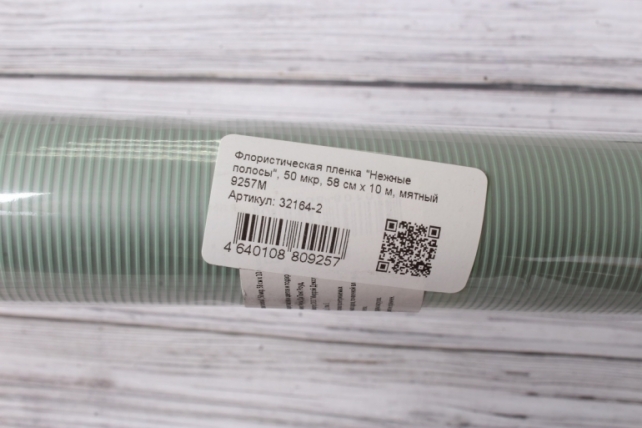 Флористическая пленка "Нежные
полосы", 50 мкр, 58 см х 10 м, мятный
9257М
Артикул: 32164-2
4 640108 809257